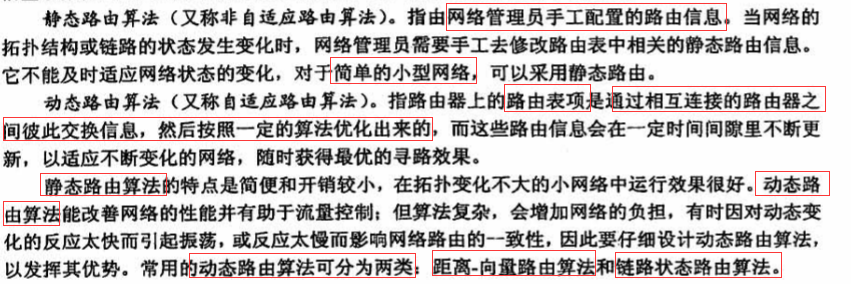 静态路由算法（又称非自适应路由算法）。指由网络管理员手工配置的路由信息。当网络的
拓扑结构或链路的状态发生变化时，网络管理员需要手工去修改路由表中相关的静态路由信息。
它不能及时适应网络状态的变化，对于简单的小型网络，可以采用静态路由。
动态路由算法（又称自适应路由算法）。指路由器上的路由表项是通过相互连接的路由器之
间彼此交换信息，然后按照一定的算法优化出来的，而这些路由信息会在一定时间间隙里不断更
新，以适应不断变化的网络，随时获得最优的寻路效果。
静态路由算法的特点是简便和开销较小，在拓扑变化不大的小网络中运行效果很好。动态路
由算法能改善网络的性能并有助于流量控制；但算法复杂，会增加网络的负担，有时因对动态变
化的反应太快而引起振荡，或反应太慢而影响网络路由的一致性，因此要仔细设计动态路由算法，
以发挥其优势。常用的动态路由算法可分为两类：距离-向量路由算法和链路状态路由算法。